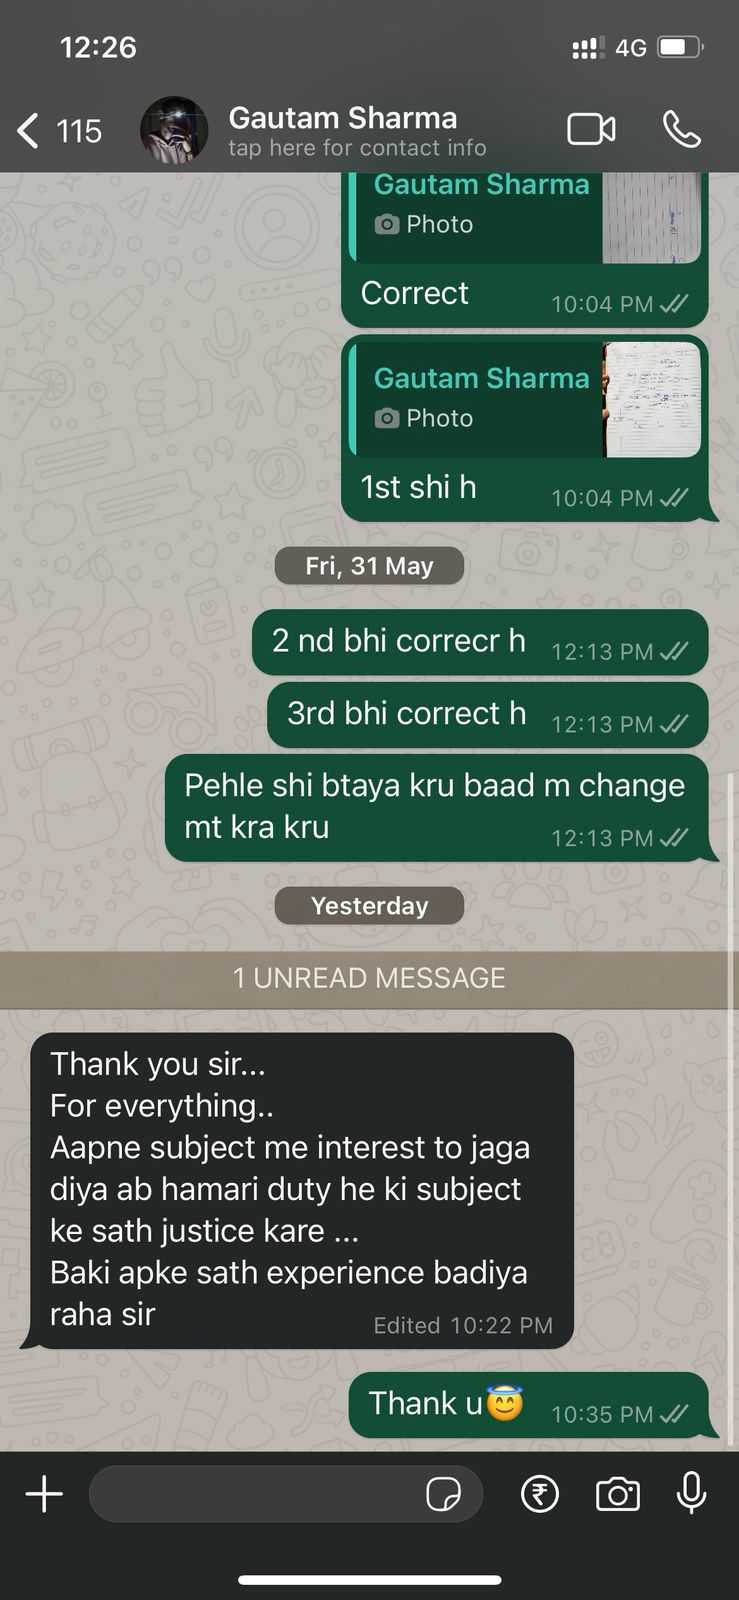 12:26
4G
115
Gautam Sharma
tap here for contact info
Gautam Sharma
Photo
Correct
10:04 PM
Gautam Sharma
Photo
1st shi h
10:04 PM
Fri, 31 May
2 nd bhi correcr h
12:13 PM
3rd bhi correct h
12:13 PM
Pehle shi btaya kru baad m change
mt kra kru
12:13 PM
Yesterday
1 UNREAD MESSAGE
Thank you sir...
For everything..
Aapne subject me interest to jaga
diya ab hamari duty he ki subject
ke sath justice kare ...
Baki apke sath experience badiya
raha sir
Edited 10:22 PM
Thank u😇
10:35 PM